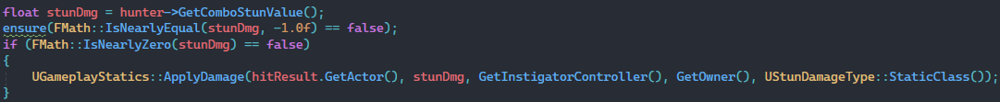 float stunDmg = hunter->GetComboStunValue();
ensure(FMath::IsNearlyEqual(stunDmg, -1.0f) == false);
if (FMath::IsNearlyZero(stunDmg) == false)
{
UGameplayStatics::ApplyDamage(hitResult.GetActor(), stunDmg, GetInstigatorController(), GetOwner(), UStunDamageType::StaticClass());
}